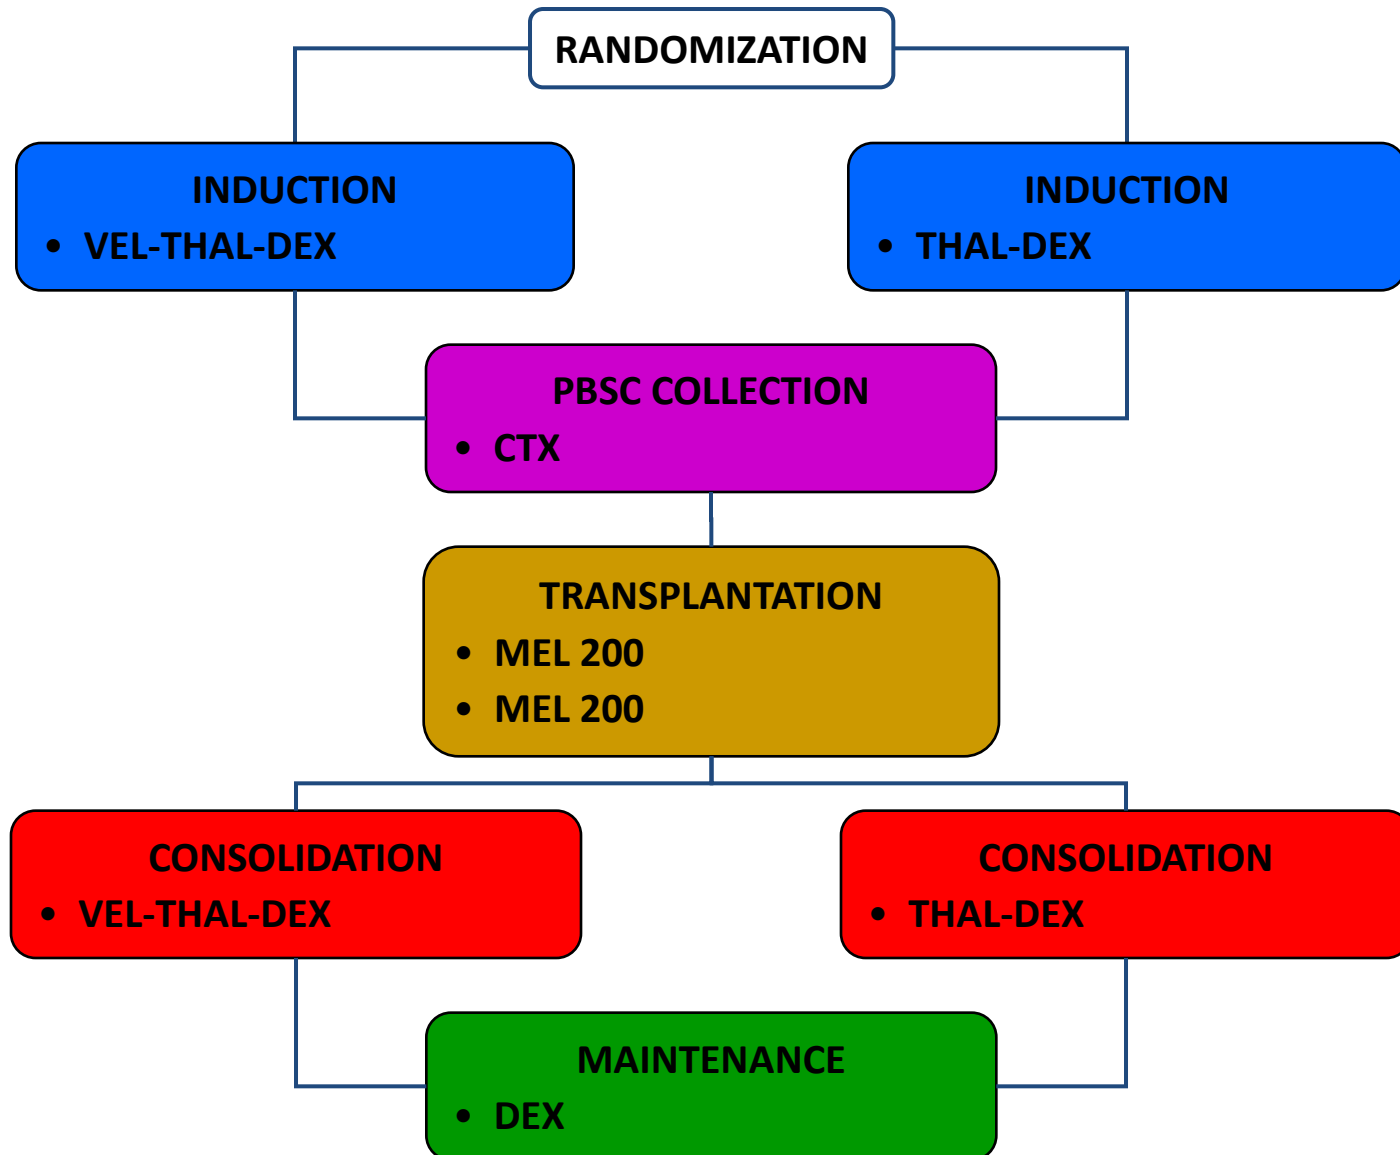 RANDOMIZATION
INDUCTION
• VEL-THAL-DEX
INDUCTION
• THAL-DEX
PBSC COLLECTION
• CTX
TRANSPLANTATION
• MEL 200
• MEL 200
CONSOLIDATION
• VEL-THAL-DEX
CONSOLIDATION
• THAL-DEX
MAINTENANCE
• DEX